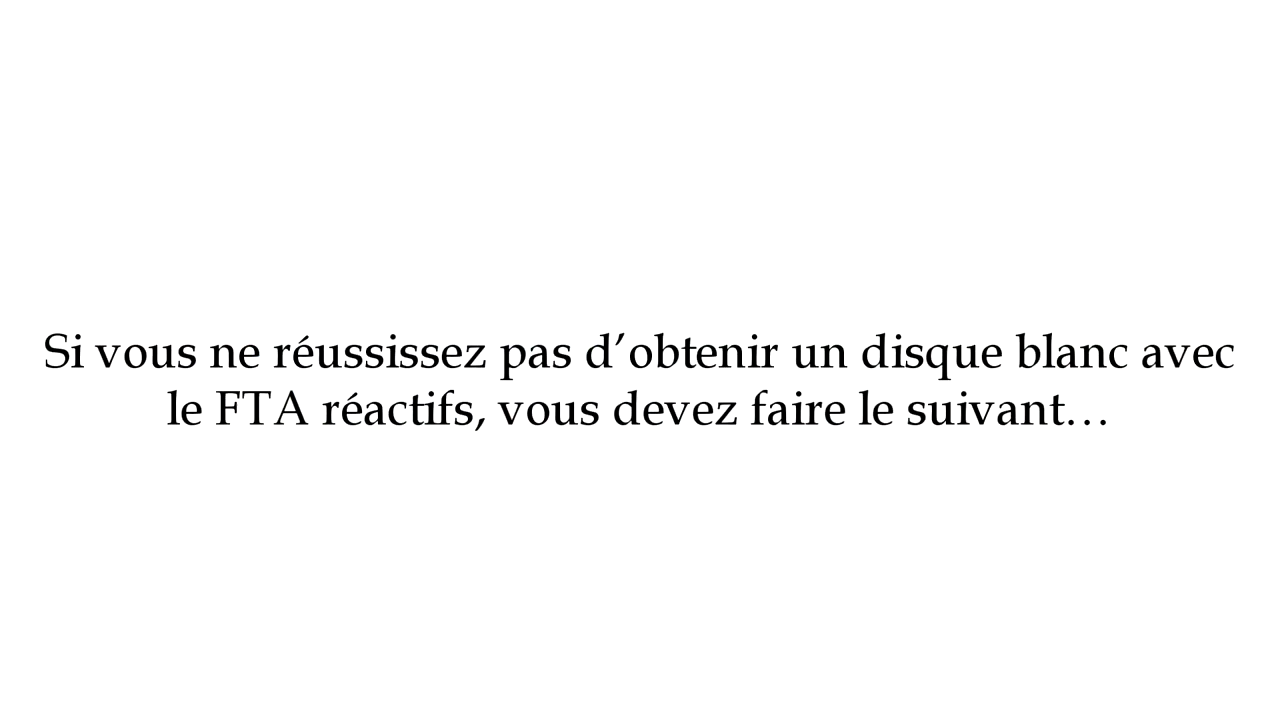 Si vous ne réussissez pas d’obtenir un disque blanc avec
le FTA réactifs, vous devez faire le suivant…